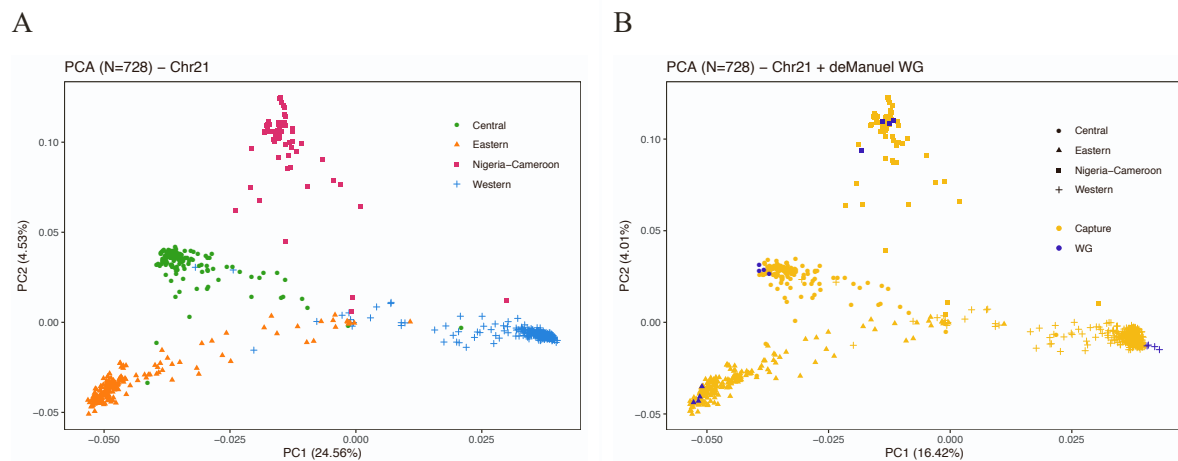 A
PCA (N=728) – Chr21
Central
Eastern
Nigeria−Cameroon
Western
0.10
0.05
0.00
−0.05
PC2 (4.53%)
−0.050
−0.025
0.000
0.025
PC1 (24.56%)
B
PCA (N=728) – Chr21 + deManuel WG
Central
Eastern
Nigeria−Cameroon
Western
Capture
WG
0.10
0.05
0.00
−0.05
PC2 (4.01%)
−0.050
−0.025
0.000
0.025
PC1 (16.42%)